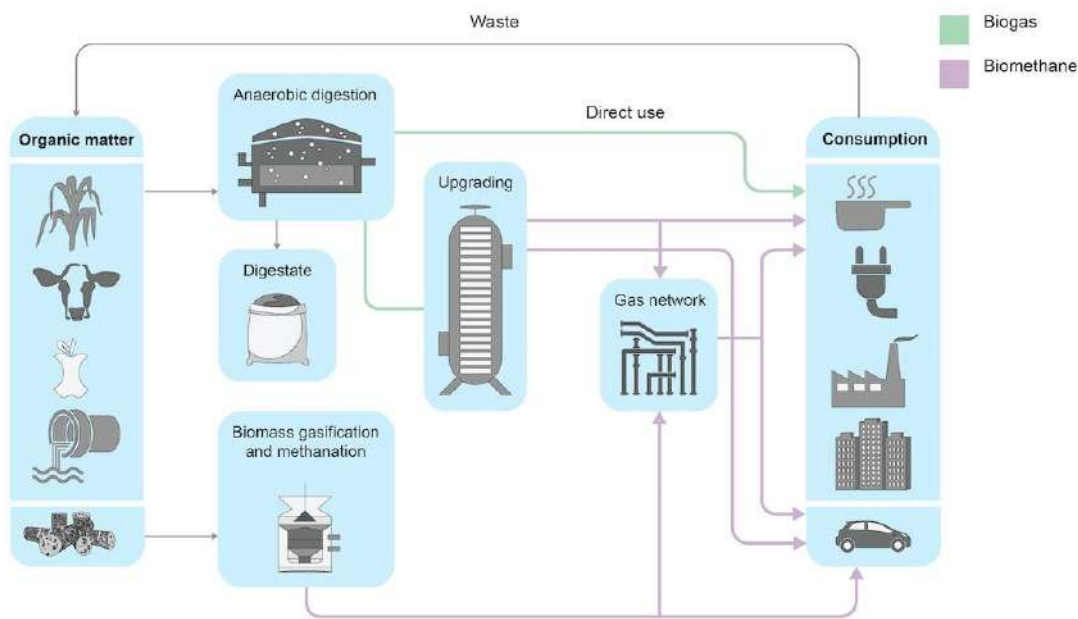 Waste
Biogas
Biomethane
Anaerobic digestion
Direct use
Organic matter
Consumption
Upgrading
Digestate
Gas network
Biomass gasification
and methanation